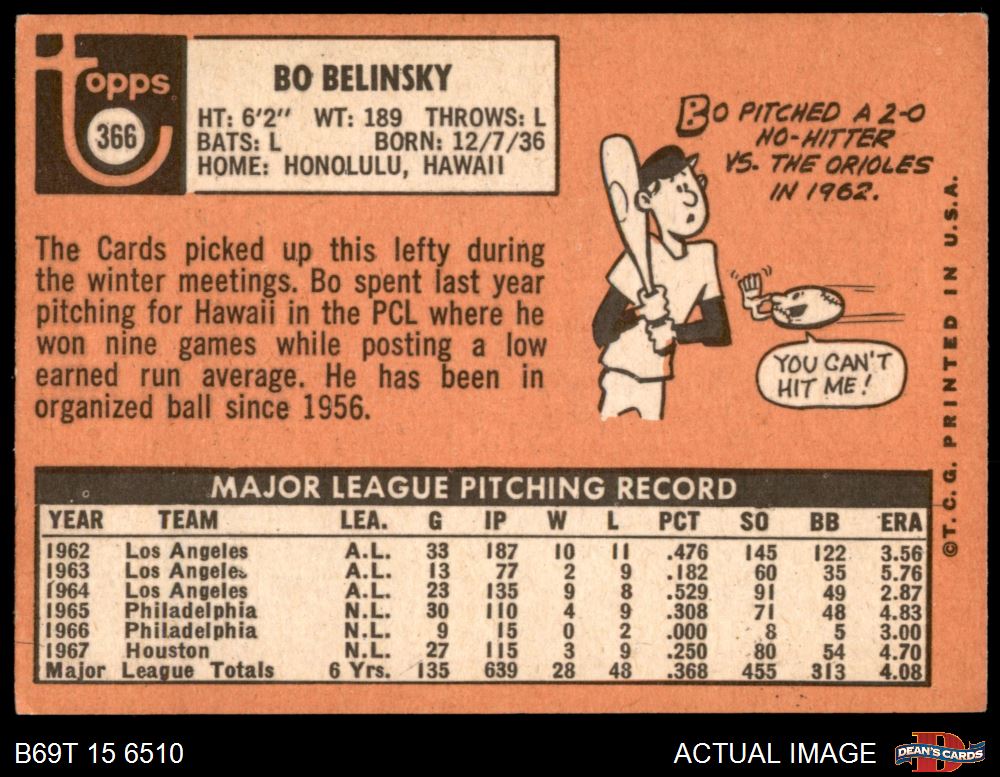 topps
366
BO BELINSKY
HT: 6'2" WT: 189 THROWS: L
BATS: L BORN: 12/7/36
HOME: HONOLULU, HAWAII
The Cards picked up this lefty during
the winter meetings. Bo spent last year
pitching for Hawaii in the PCL where he
won nine games while posting a low
earned run average. He has been in
organized ball since 1956.
BO PITCHED A 2-0
NO-HITTER
VS. THE ORIOLES
IN 1962.
YOU CAN'T
HIT ME!
©T. C. G. PRINTED IN U.S.A.
MAJOR LEAGUE PITCHING RECORD
YEAR TEAM LEA. G IP W L PCT SO BB ERA
1962 Los Angeles A.L. 33 187 10 11 .476 145 122 3.56
1963 Los Angeles A.L. 13 77 2 9 .182 60 35 5.76
1964 Los Angeles A.L. 23 135 9 8 .529 91 49 2.87
1965 Philadelphia N.L. 30 110 4 9 .308 71 48 4.83
1966 Philadelphia N.L. 9 15 0 2 .000 8 5 3.00
1967 Houston N.L. 27 115 3 9 .250 80 54 4.70
Major League Totals 6 Yrs. 135 639 28 48 .368 455 313 4.08
B69T 15 6510
ACTUAL IMAGE
D
DEAN'S CARDS